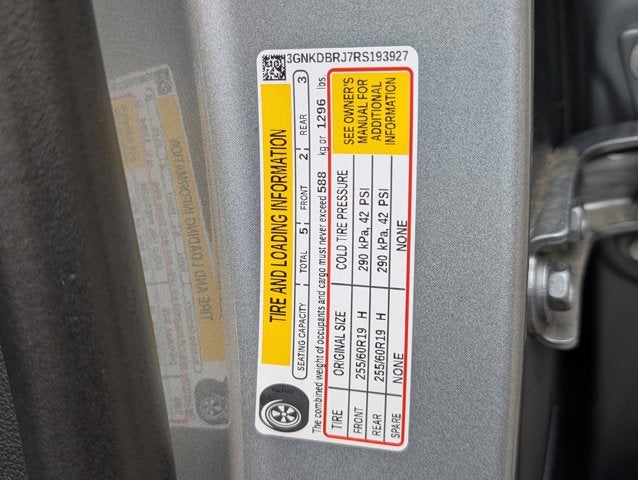 3GNKDBRJ7RS193927
TIRE AND LOADING INFORMATION
SEATING CAPACITY TOTAL 5 FRONT 2 REAR 3
The combined weight of occupants and cargo must never exceed 588 kg or 1296 lbs.
TIRE ORIGINAL SIZE COLD TIRE PRESSURE
FRONT 255/60R19 H 290 kPa, 42 PSI
REAR 255/60R19 H 290 kPa, 42 PSI
SPARE NONE NONE
SEE OWNER'S
MANUAL FOR
ADDITIONAL
INFORMATION